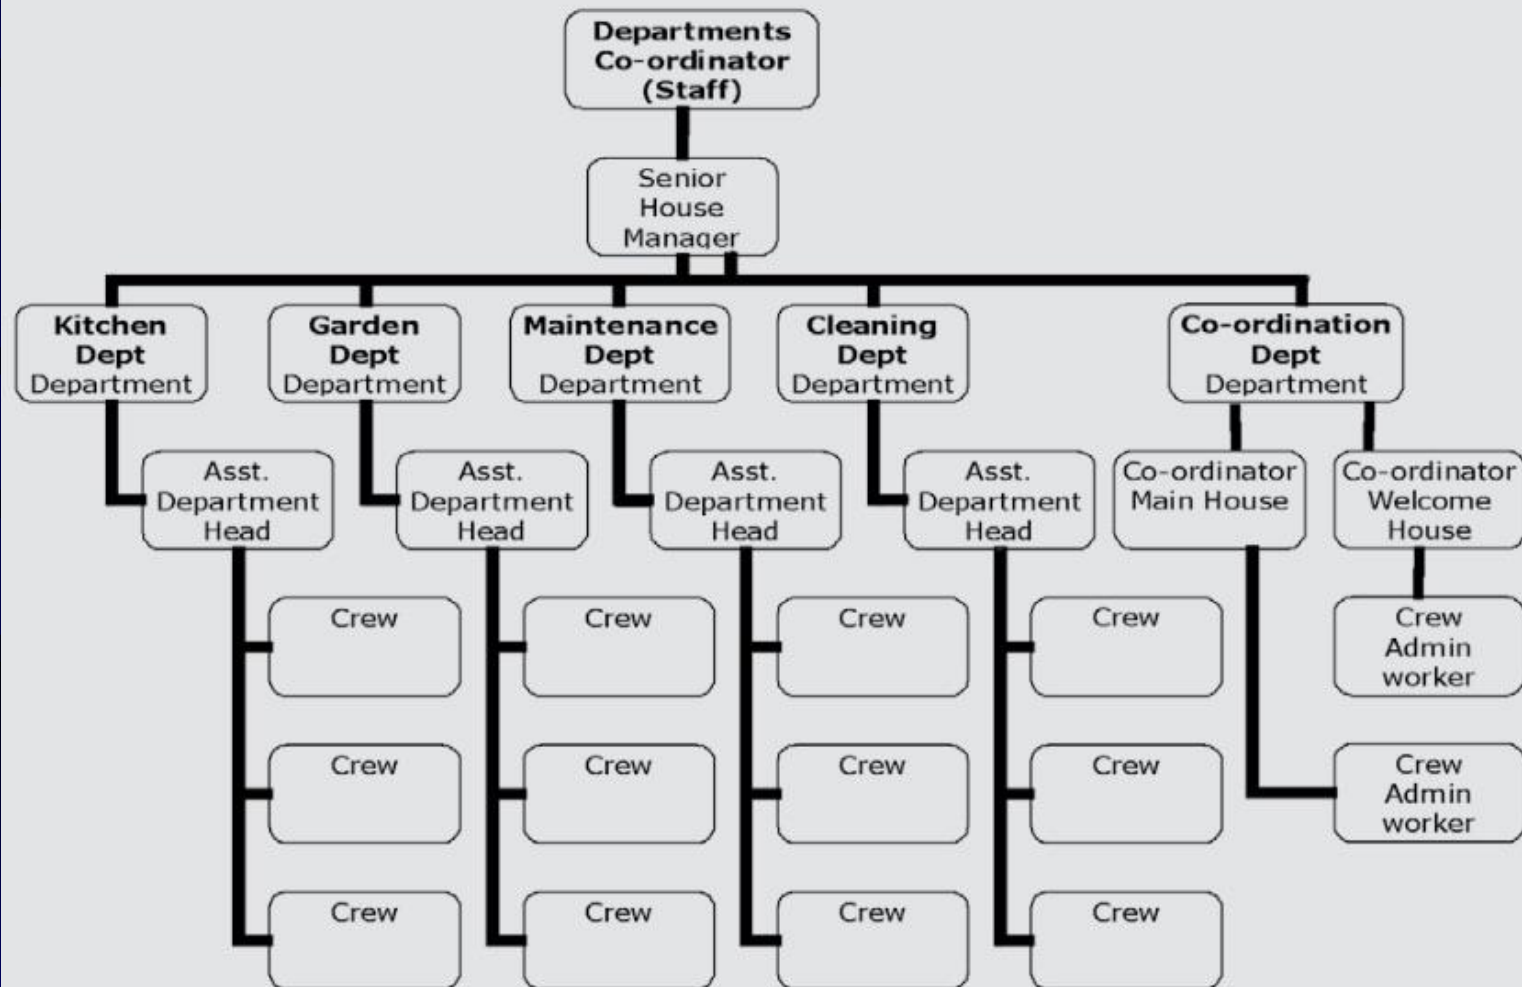 Departments
Co-ordinator
(Staff)
Senior
House
Manager
Kitchen
Dept
Department
Garden
Dept
Department
Maintenance
Dept
Department
Cleaning
Dept
Department
Co-ordination
Dept
Department
Asst.
Department
Head
Asst.
Department
Head
Asst.
Department
Head
Asst.
Department
Head
Co-ordinator
Main House
Co-ordinator
Welcome
House
Crew
Crew
Crew
Crew
Crew
Admin
worker
Crew
Crew
Crew
Crew
Crew
Admin
worker
Crew
Crew
Crew
Crew